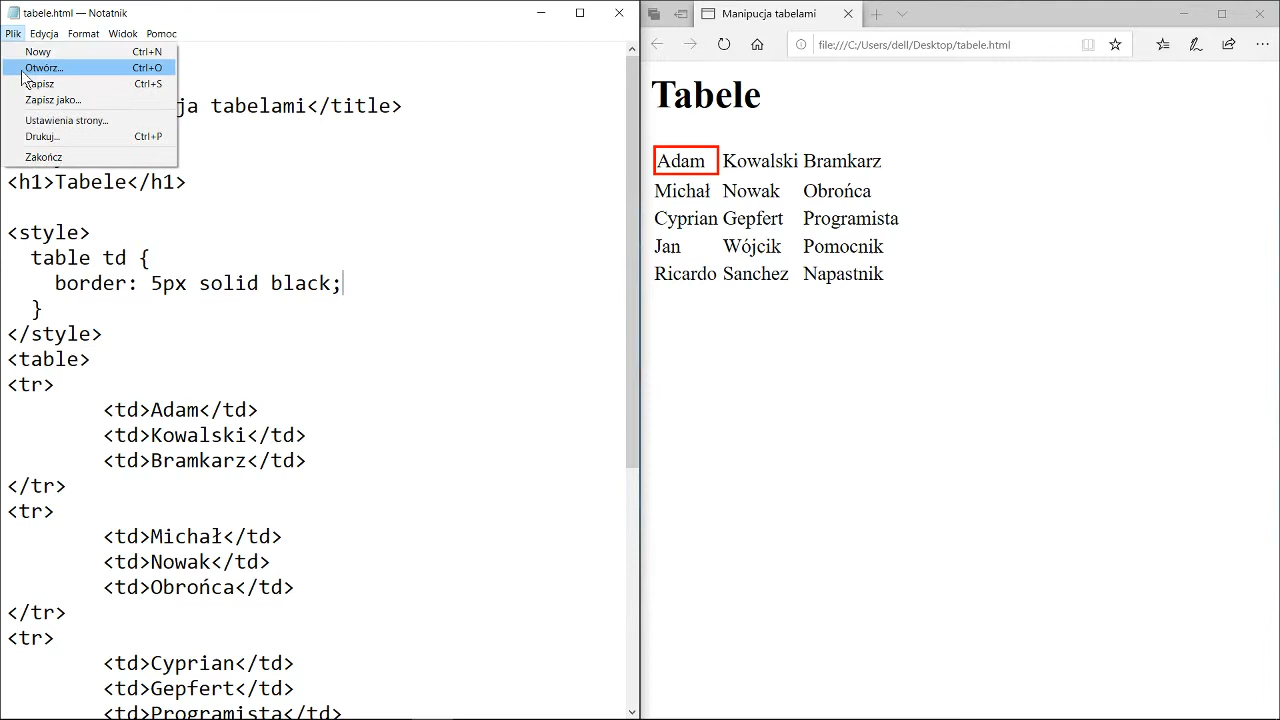 tabele.html — Notatnik
Plik Edycja Format Widok Pomoc
Nowy Ctrl+N
Otwórz... Ctrl+O
Zapisz Ctrl+S
Zapisz jako...
Ustawienia strony...
Drukuj... Ctrl+P
Zakończ
ja tabelami</title>
<h1>Tabele</h1>
<style>
table td {
border: 5px solid black;
}
</style>
<table>
<tr>
<td>Adam</td>
<td>Kowalski</td>
<td>Bramkarz</td>
</tr>
<tr>
<td>Michał</td>
<td>Nowak</td>
<td>Obrońca</td>
</tr>
<tr>
<td>Cyprian</td>
<td>Gepfert</td>
<td>Programista</td>
Manipucja tabelami
file:///C:/Users/dell/Desktop/tabele.html
Tabele
Adam Kowalski Bramkarz
Michał Nowak Obrońca
Cyprian Gepfert Programista
Jan Wójcik Pomocnik
Ricardo Sanchez Napastnik